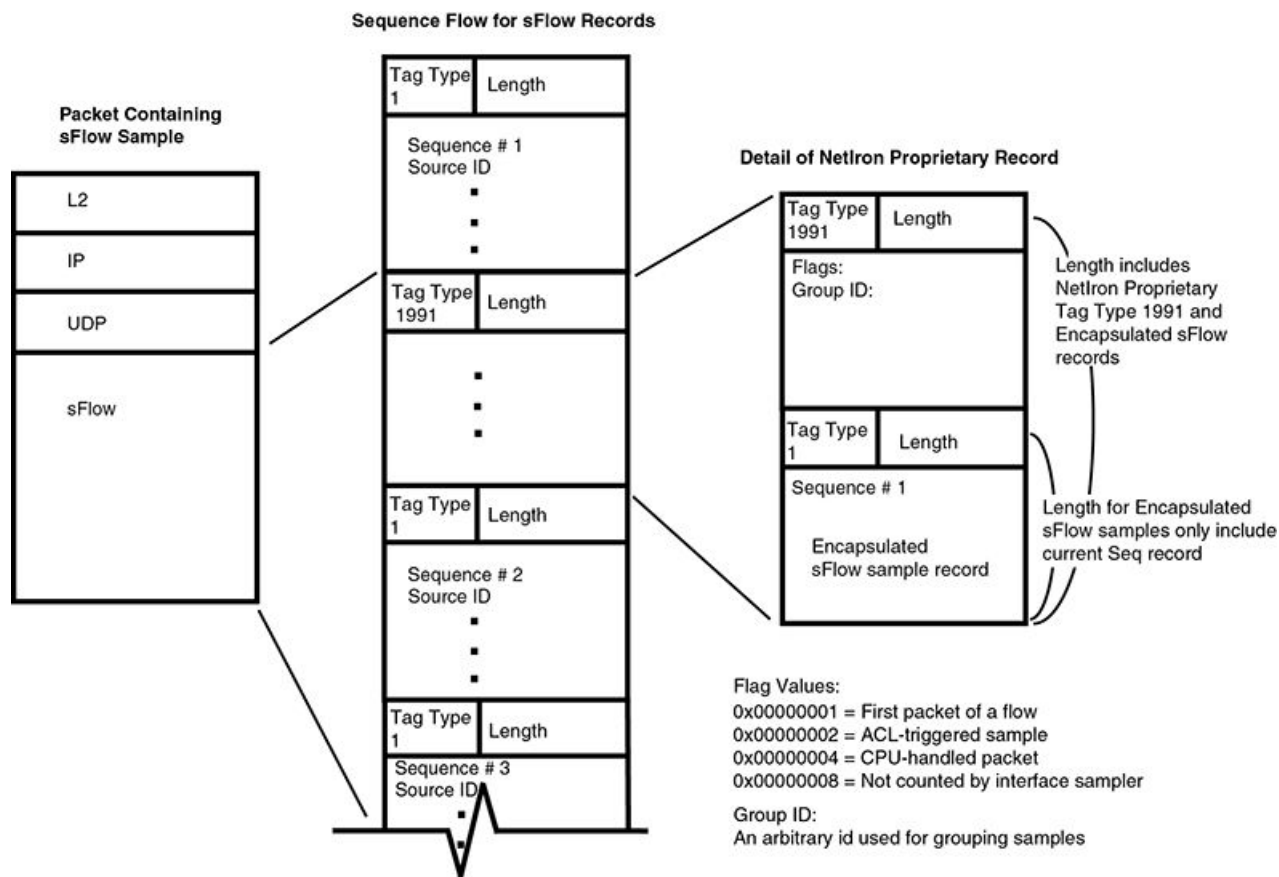 Sequence Flow for sFlow Records
Packet Containing
sFlow Sample
L2
IP
UDP
sFlow
Tag Type
1
Length
Sequence # 1
Source ID
Tag Type
1991
Length
Tag Type
1
Length
Sequence # 2
Source ID
Tag Type
1
Length
Sequence # 3
Source ID
Detail of NetIron Proprietary Record
Tag Type
1991
Length
Flags:
Group ID:
Tag Type
1
Length
Sequence # 1
Encapsulated
sFlow sample record
Length includes
NetIron Proprietary
Tag Type 1991 and
Encapsulated sFlow
records
Length for Encapsulated
sFlow samples only include
current Seq record
Flag Values:
0x00000001 = First packet of a flow
0x00000002 = ACL-triggered sample
0x00000004 = CPU-handled packet
0x00000008 = Not counted by interface sampler
Group ID:
An arbitrary id used for grouping samples